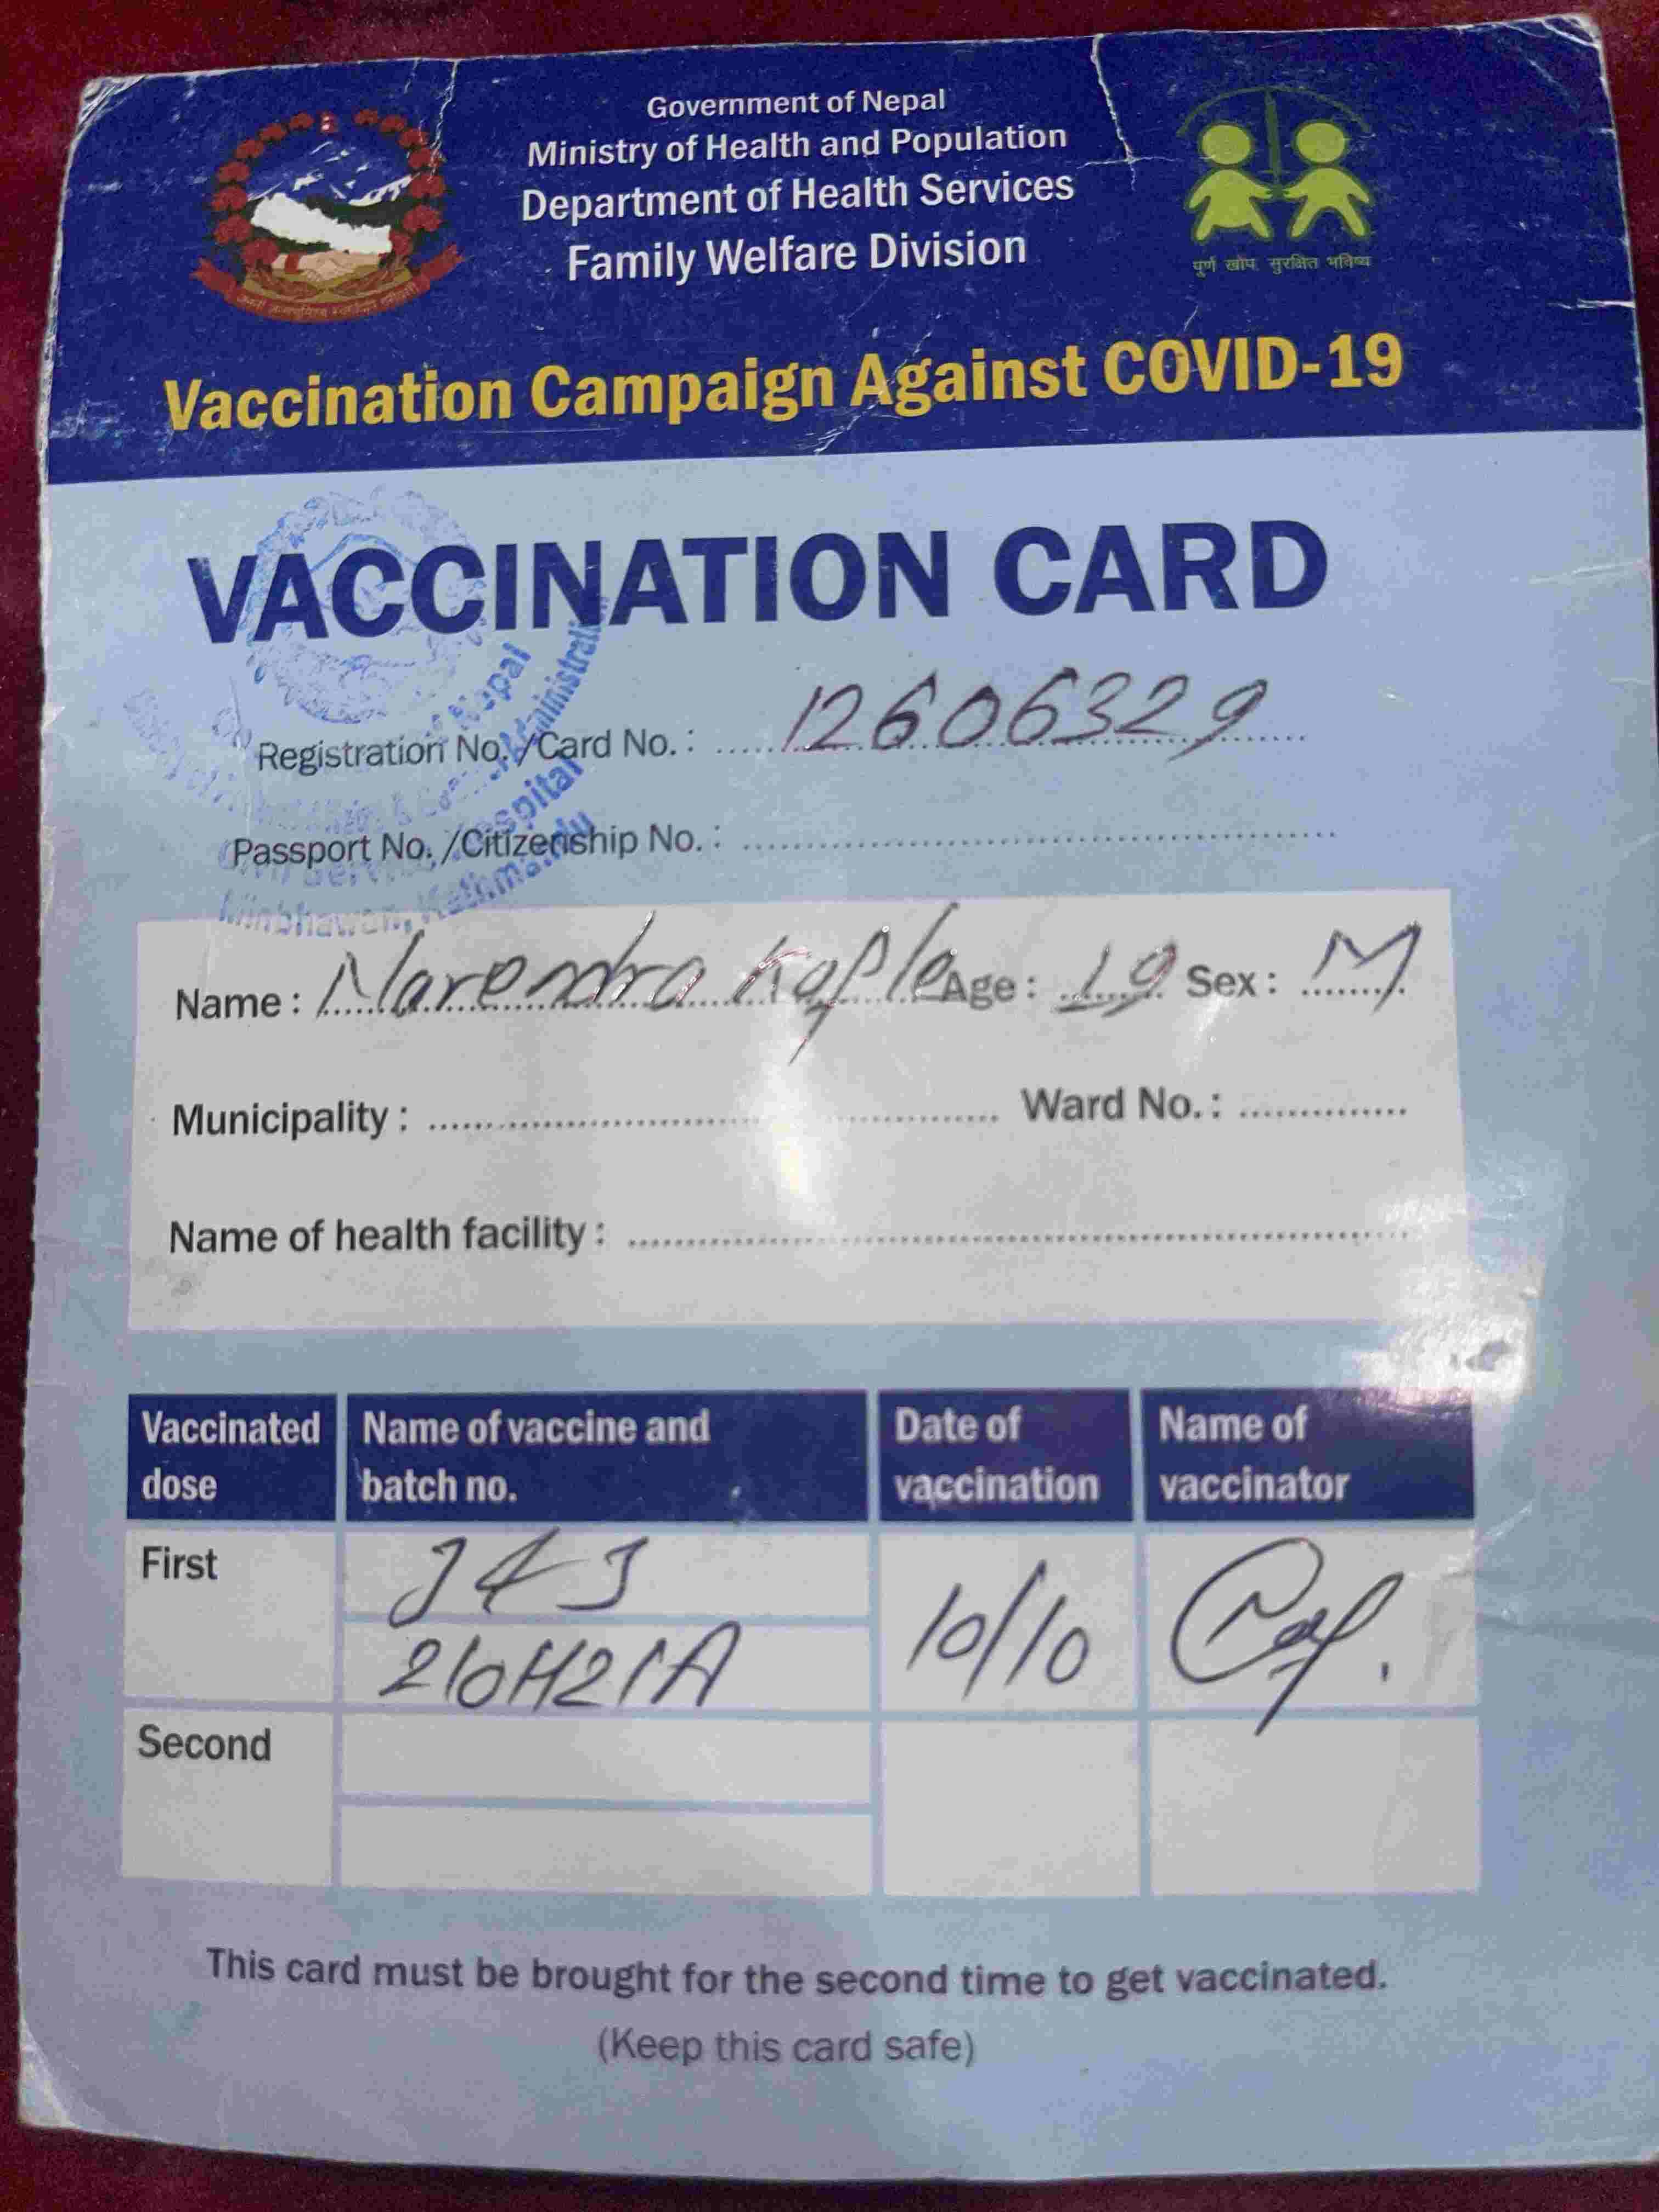 Government of Nepal
Ministry of Health and Population
Department of Health Services
Family Welfare Division
पुर्ण खोप सुरक्षित भविष्य
Vaccination Campaign Against COVID-19
VACCINATION CARD
Registration No./Card No. : 12606329
Passport No./Citizenship No. :
Nepal
Hospital
Minbhawan, Kathmandu
Name : Narendra Kafle Age : 19 Sex : M
Municipality : Ward No. :
Name of health facility :
Vaccinated dose Name of vaccine and batch no. Date of vaccination Name of vaccinator
First J&J 10/10
210H21A
Second
This card must be brought for the second time to get vaccinated.
(Keep this card safe)